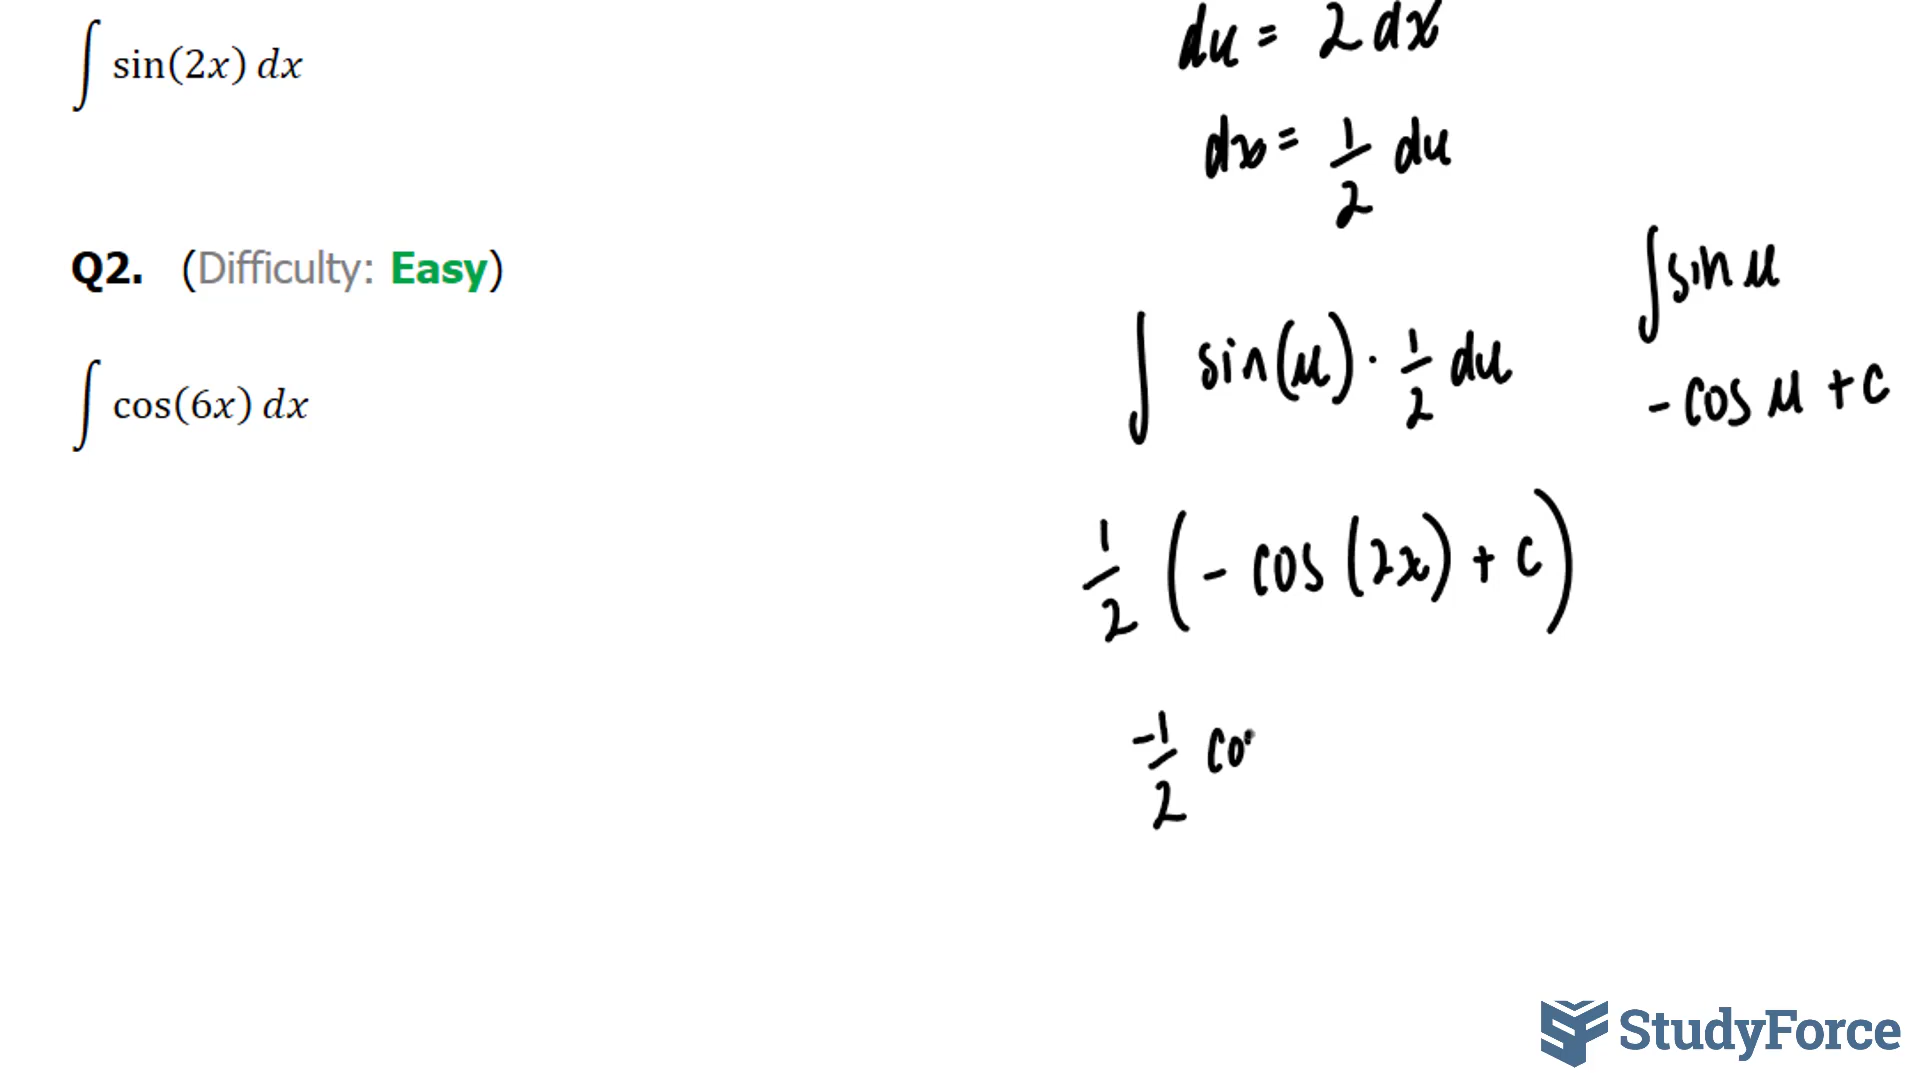 ∫ sin(2x) dx
Q2. (Difficulty: Easy)
∫ cos(6x) dx
du = 2 dx
dx = 1/2 du
∫ sin u
- cos u + c
∫ sin(u) · 1/2 du
1/2 (- cos (2x) + c)
-1/2 co
StudyForce